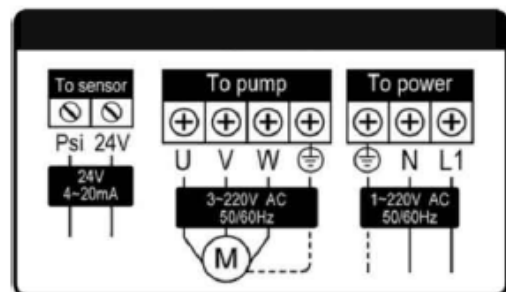 To sensor
Psi 24V
24V
4~20mA
To pump
U V W
3~220V AC
50/60Hz
M
To power
N L1
1~220V AC
50/60Hz